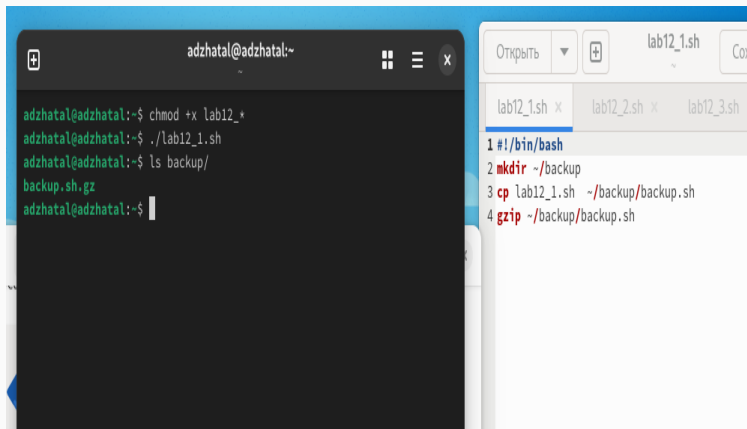 adzhatal@adzhatal:~
~
adzhatal@adzhatal:~$ chmod +x lab12_*
adzhatal@adzhatal:~$ ./lab12_1.sh
adzhatal@adzhatal:~$ ls backup/
backup.sh.gz
adzhatal@adzhatal:~$
Открыть
lab12_1.sh
~
Сох
lab12_1.sh ×
lab12_2.sh ×
lab12_3.sh
1 #!/bin/bash
2 mkdir ~/backup
3 cp lab12_1.sh  ~/backup/backup.sh
4 gzip ~/backup/backup.sh